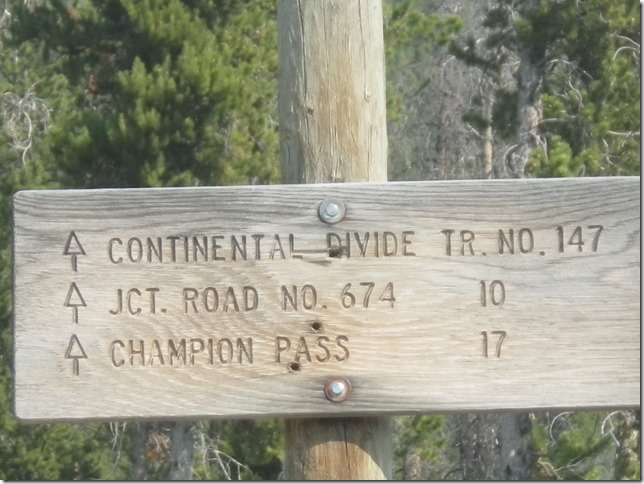 CONTINENTAL DIVIDE TR. NO. 147
JCT. ROAD NO. 674 10
CHAMPION PASS 17